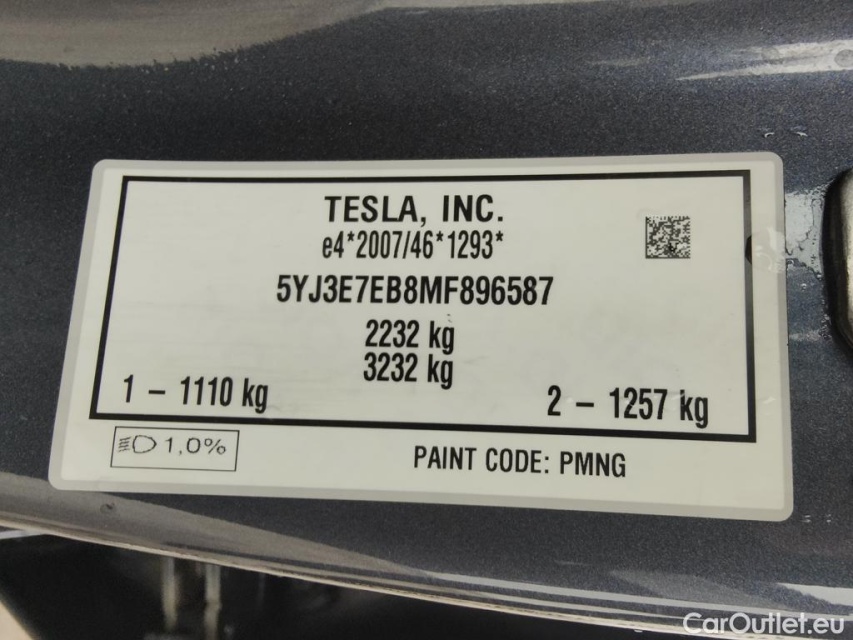 TESLA, INC.
e4*2007/46*1293*
5YJ3E7EB8MF896587
2232 kg
3232 kg
1 – 1110 kg
2 – 1257 kg
1,0%
PAINT CODE: PMNG
CarOutlet.eu